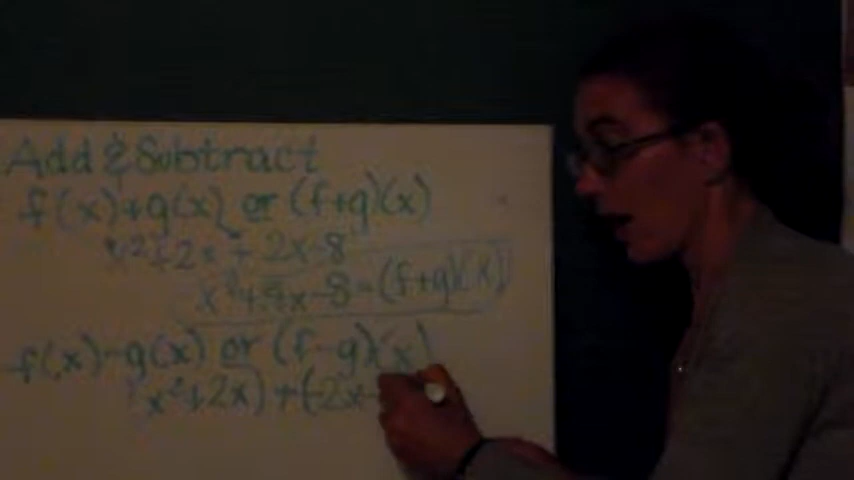 Add & Subtract
f(x)+g(x) or (f+g)(x)
x²+2x + 2x-8
x²+4x-8=(f+g)(x)
f(x)-g(x) or (f-g)(x)
(x²+2x)+(-2x